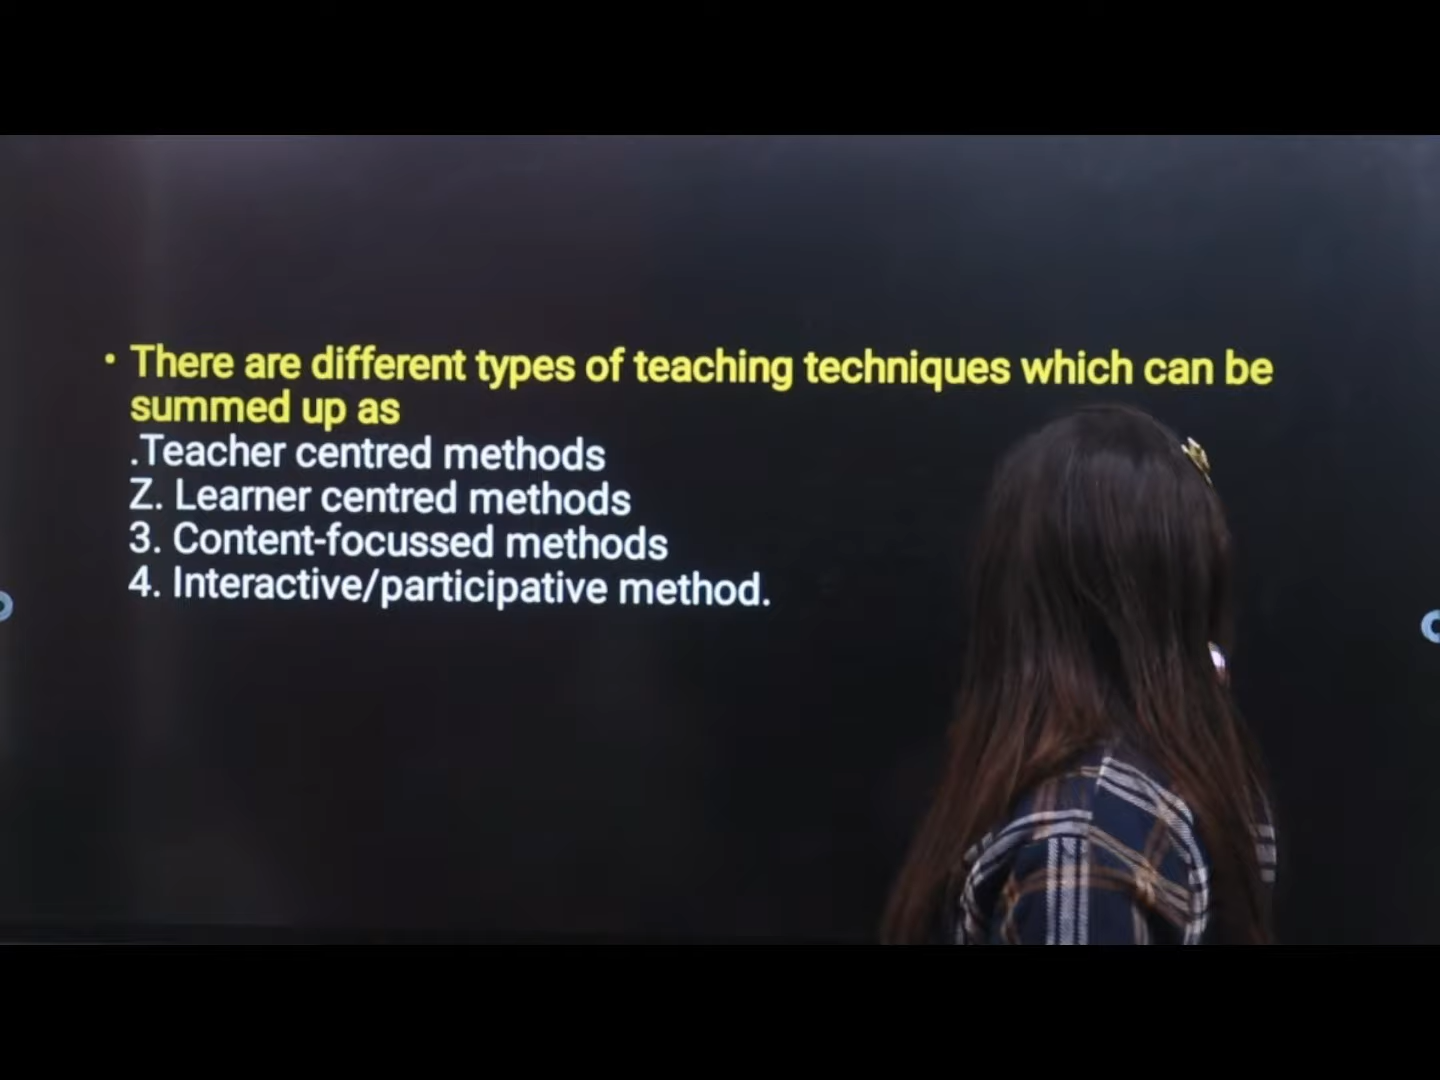 • There are different types of teaching techniques which can be
summed up as
.Teacher centred methods
Z. Learner centred methods
3. Content-focussed methods
4. Interactive/participative method.